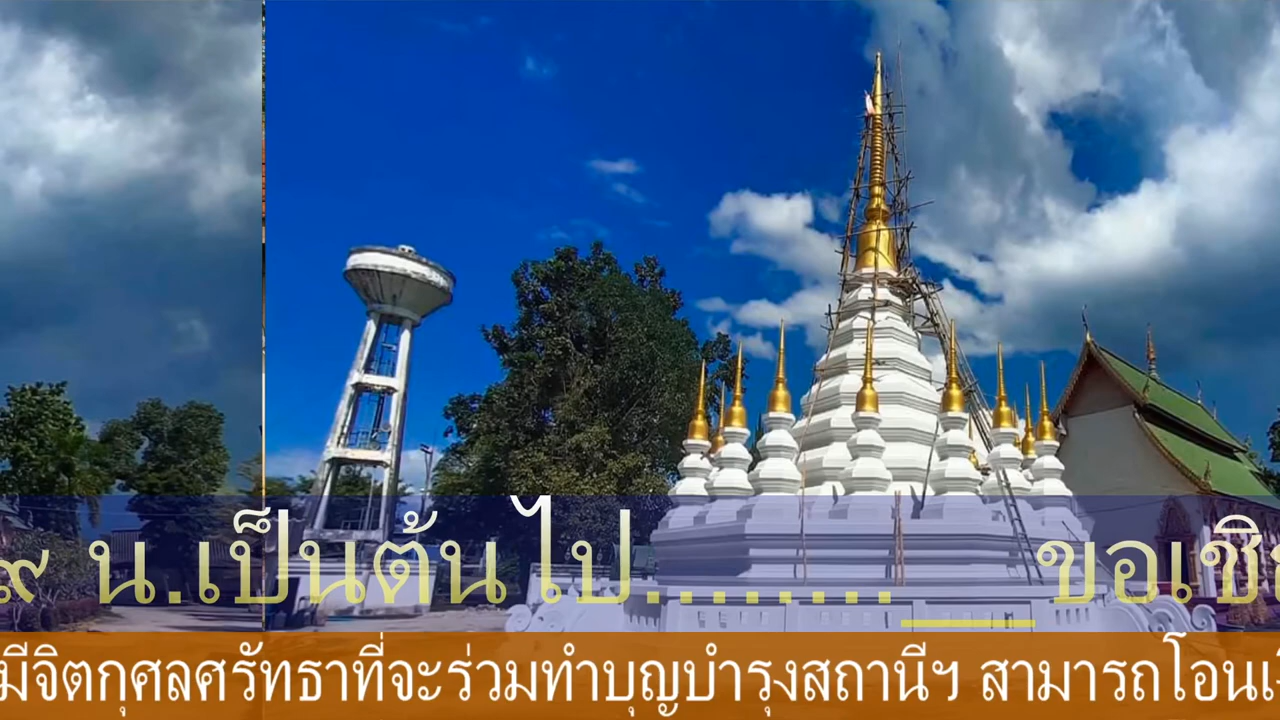 ๙ น.เป็นต้นไป........ ____ ขอเชิ
มีจิตกุศลศรัทธาที่จะร่วมทำบุญบำรุงสถานีฯ สามารถโอนเ